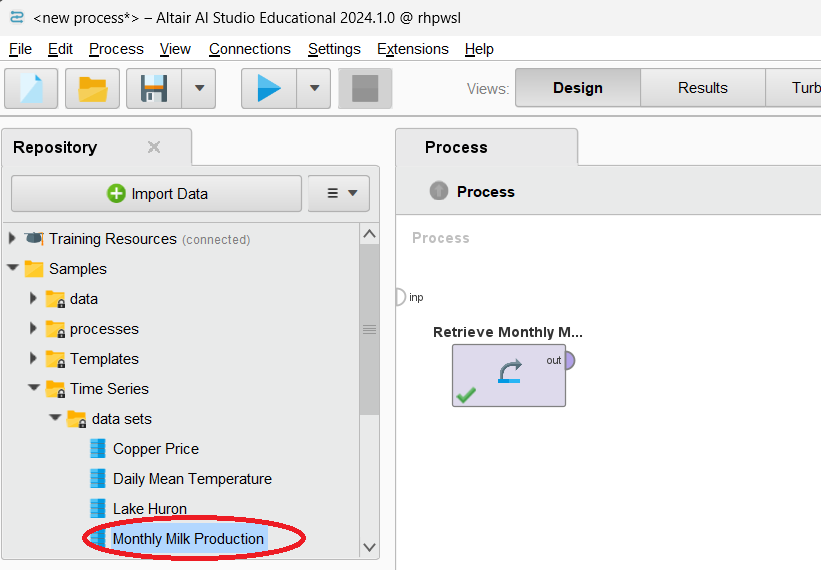 <new process*> – Altair AI Studio Educational 2024.1.0 @ rhpwsl
File Edit Process View Connections Settings Extensions Help
Views: Design Results Turb
Repository
Import Data
Training Resources (connected)
Samples
data
processes
Templates
Time Series
data sets
Copper Price
Daily Mean Temperature
Lake Huron
Monthly Milk Production
Process
Process
Process
inp
Retrieve Monthly M...
out